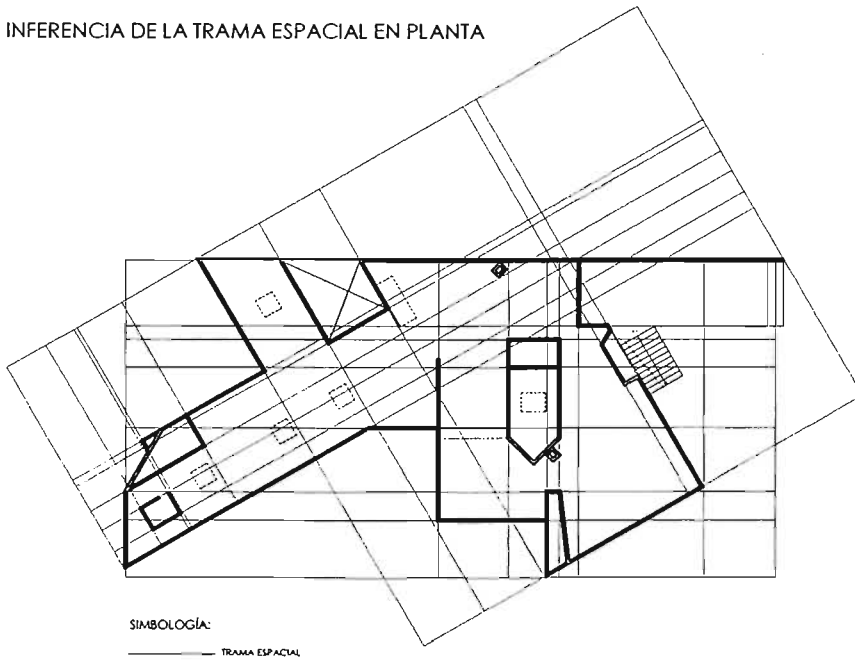 INFERENCIA DE LA TRAMA ESPACIAL EN PLANTA
SIMBOLOGÍA:
TRAMA ESPACIAL